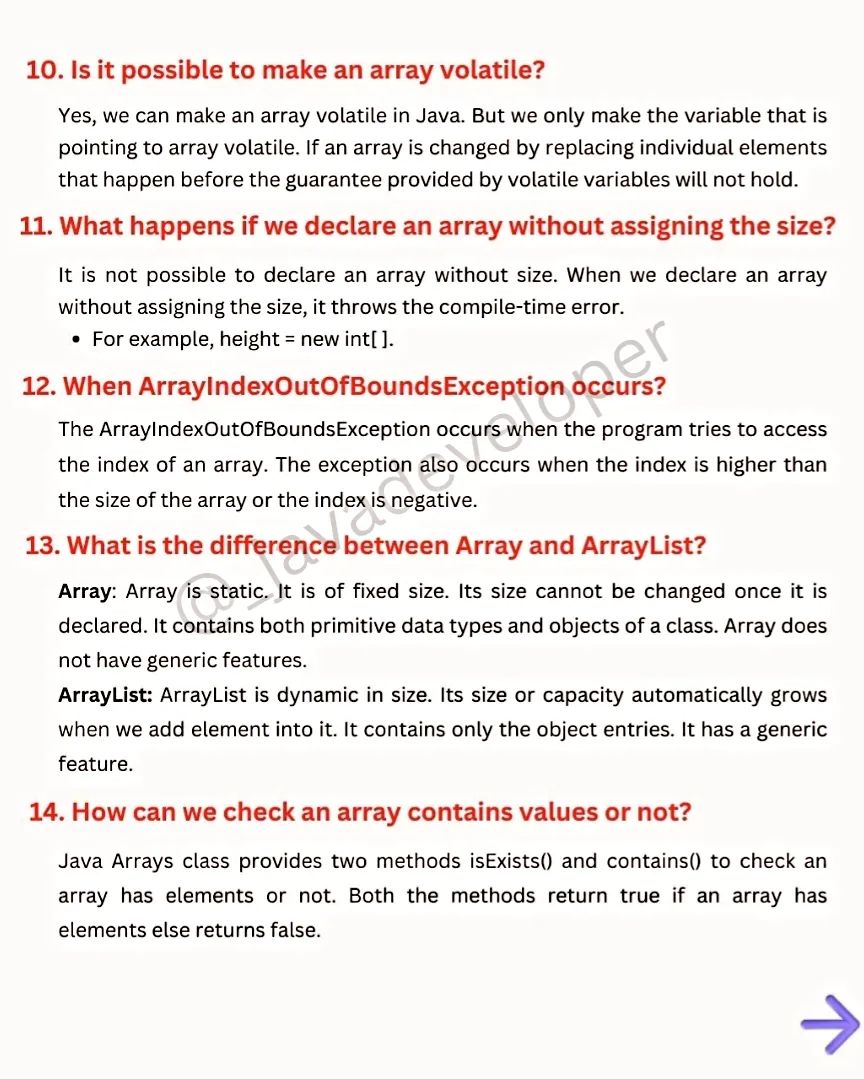 10. Is it possible to make an array volatile?
Yes, we can make an array volatile in Java. But we only make the variable that is
pointing to array volatile. If an array is changed by replacing individual elements
that happen before the guarantee provided by volatile variables will not hold.
11. What happens if we declare an array without assigning the size?
It is not possible to declare an array without size. When we declare an array
without assigning the size, it throws the compile-time error.
• For example, height = new int[ ].
12. When ArrayIndexOutOfBoundsException occurs?
The ArrayIndexOutOfBoundsException occurs when the program tries to access
the index of an array. The exception also occurs when the index is higher than
the size of the array or the index is negative.
13. What is the difference between Array and ArrayList?
Array: Array is static. It is of fixed size. Its size cannot be changed once it is
declared. It contains both primitive data types and objects of a class. Array does
not have generic features.
ArrayList: ArrayList is dynamic in size. Its size or capacity automatically grows
when we add element into it. It contains only the object entries. It has a generic
feature.
14. How can we check an array contains values or not?
Java Arrays class provides two methods isExists() and contains() to check an
array has elements or not. Both the methods return true if an array has
elements else returns false.
@_javadeveloper